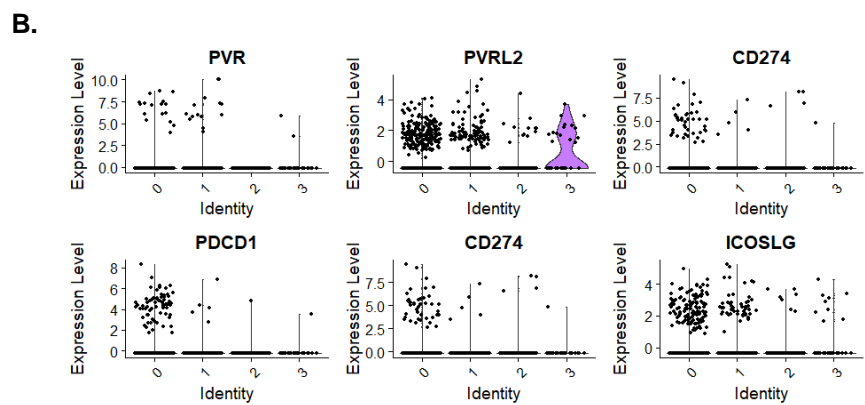 B.
PVR
Expression Level
10.0
7.5
5.0
2.5
0.0
0 1 2 3
Identity
PVRL2
Expression Level
4
2
0
0 1 2 3
Identity
CD274
Expression Level
7.5
5.0
2.5
0.0
0 1 2 3
Identity
PDCD1
Expression Level
8
6
4
2
0
0 1 2 3
Identity
CD274
Expression Level
7.5
5.0
2.5
0.0
0 1 2 3
Identity
ICOSLG
Expression Level
4
2
0
0 1 2 3
Identity